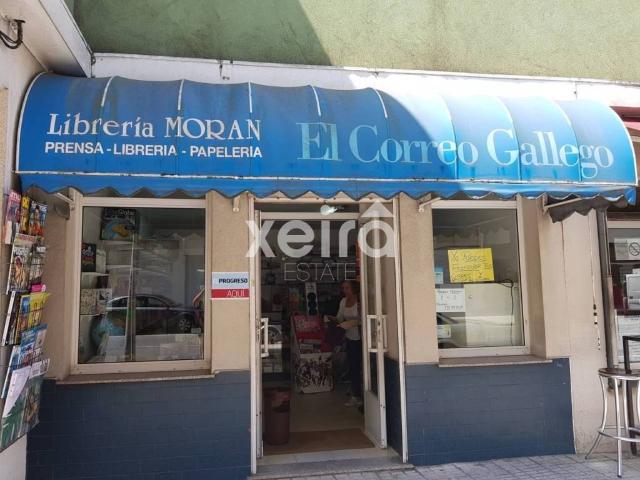 Librería MORAN
PRENSA - LIBRERIA - PAPELERIA
El Correo Gallego
xeira
ESTATE
PROGRESO
AQUÍ